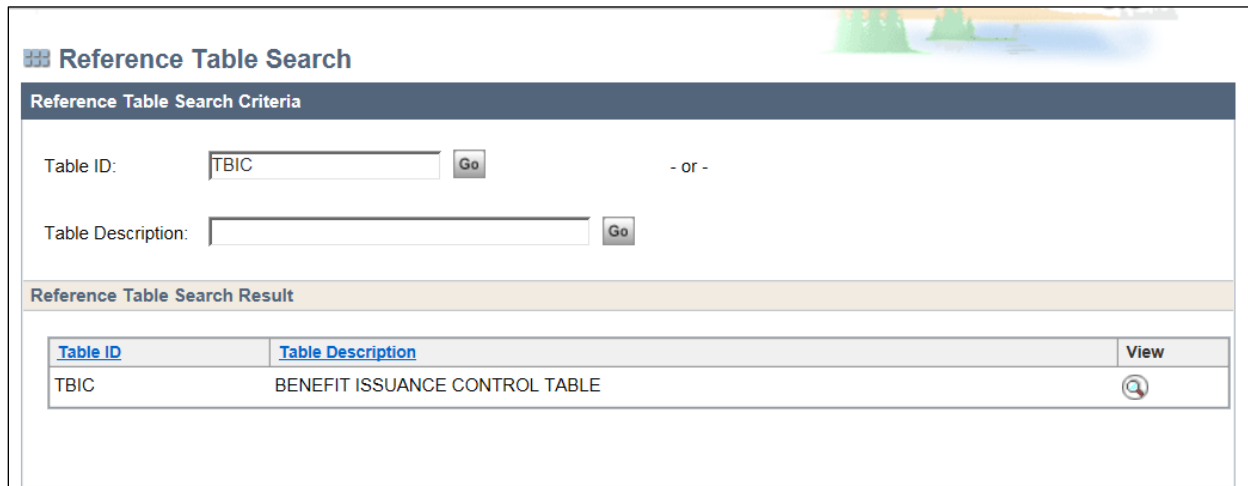 Reference Table Search
Reference Table Search Criteria
Table ID: TBIC Go - or -
Table Description: Go
Reference Table Search Result
Table ID Table Description View
TBIC BENEFIT ISSUANCE CONTROL TABLE